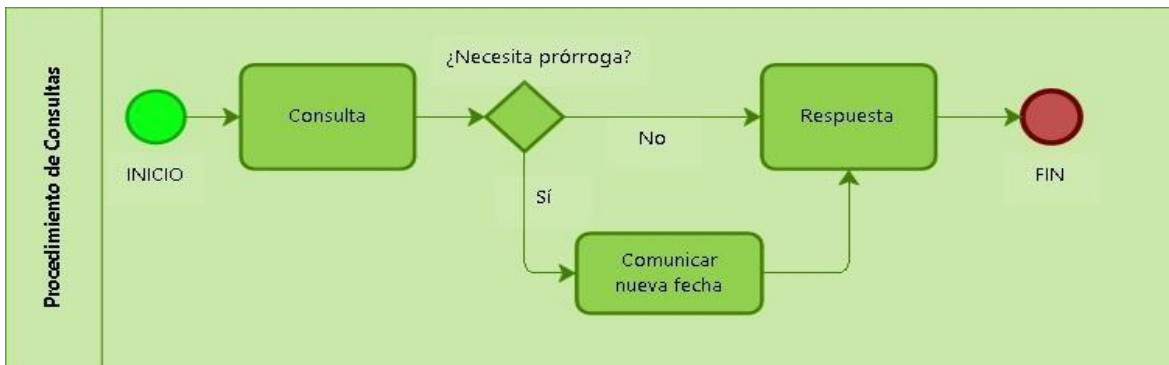 Procedimiento de Consultas
¿Necesita prórroga?
Consulta
Respuesta
No
INICIO
FIN
Sí
Comunicar
nueva fecha